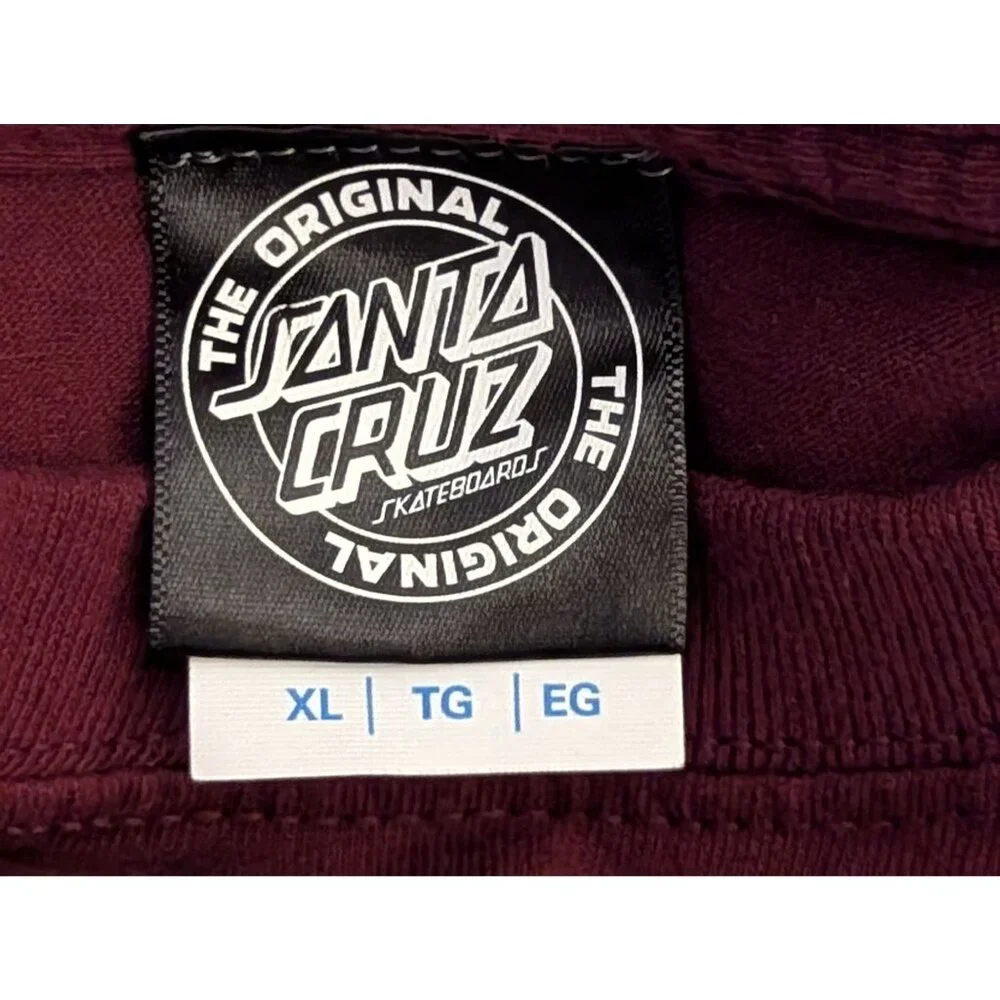 THE ORIGINAL
SANTA
CRUZ
SKATEBOARDS
THE ORIGINAL
XL | TG | EG